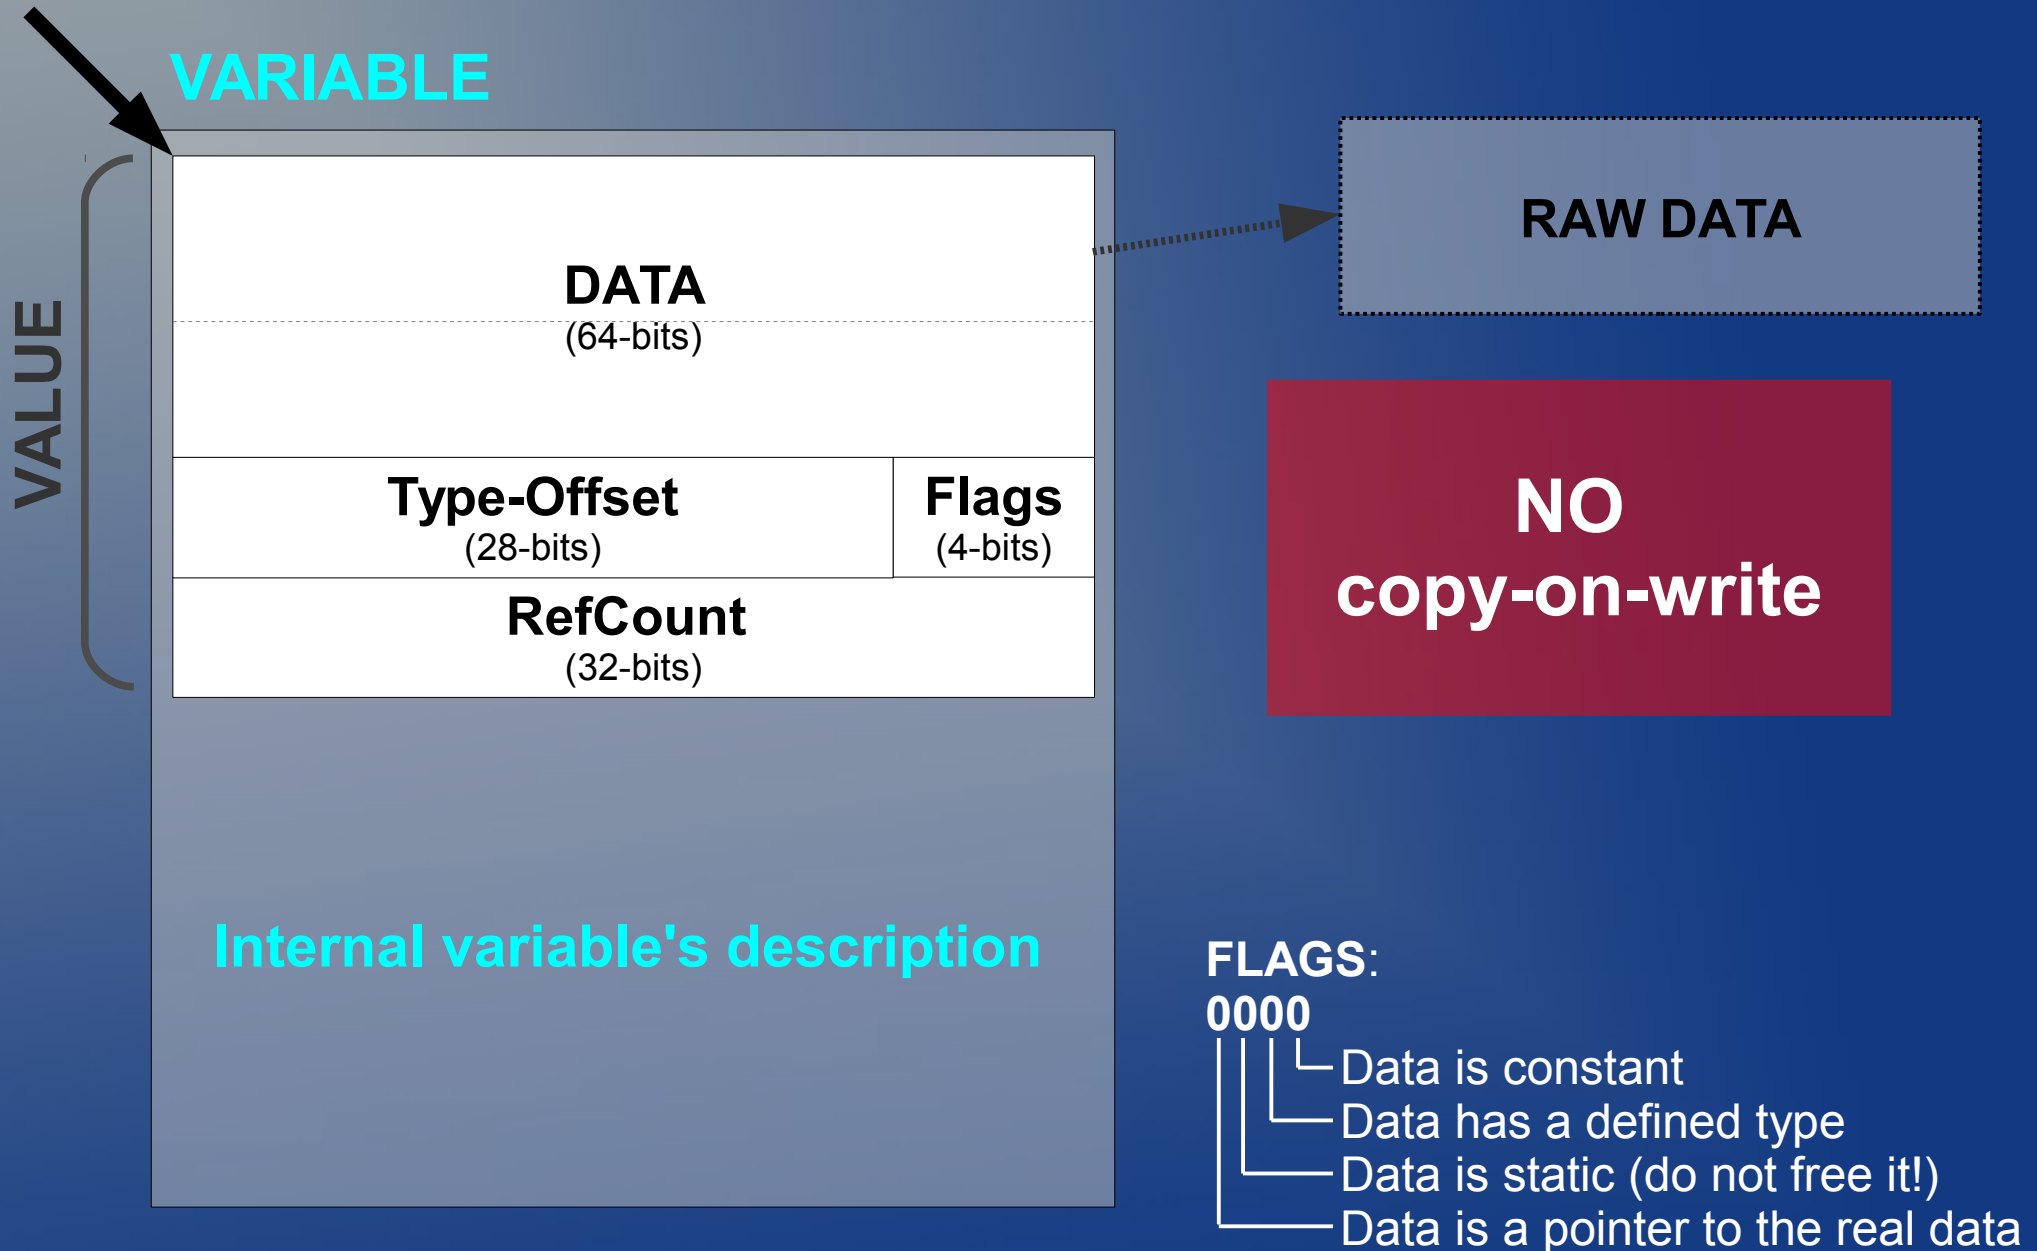 VARIABLE
VALUE
DATA
(64-bits)
Type-Offset
(28-bits)
Flags
(4-bits)
RefCount
(32-bits)
Internal variable's description
RAW DATA
NO
copy-on-write
FLAGS:
0000
Data is constant
Data has a defined type
Data is static (do not free it!)
Data is a pointer to the real data